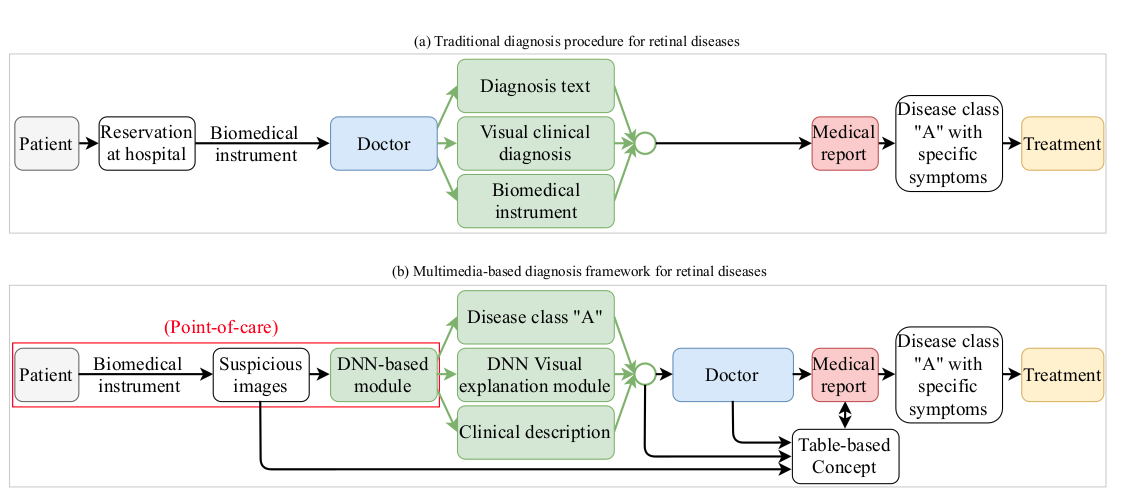 (a) Traditional diagnosis procedure for retinal diseases
Patient
Reservation
at hospital
Biomedical
instrument
Doctor
Diagnosis text
Visual clinical
diagnosis
Biomedical
instrument
Medical
report
Disease class
"A" with
specific
symptoms
Treatment
(b) Multimedia-based diagnosis framework for retinal diseases
(Point-of-care)
Patient
Biomedical
instrument
Suspicious
images
DNN-based
module
Disease class "A"
DNN Visual
explanation module
Clinical description
Doctor
Medical
report
Disease class
"A" with
specific
symptoms
Treatment
Table-based
Concept